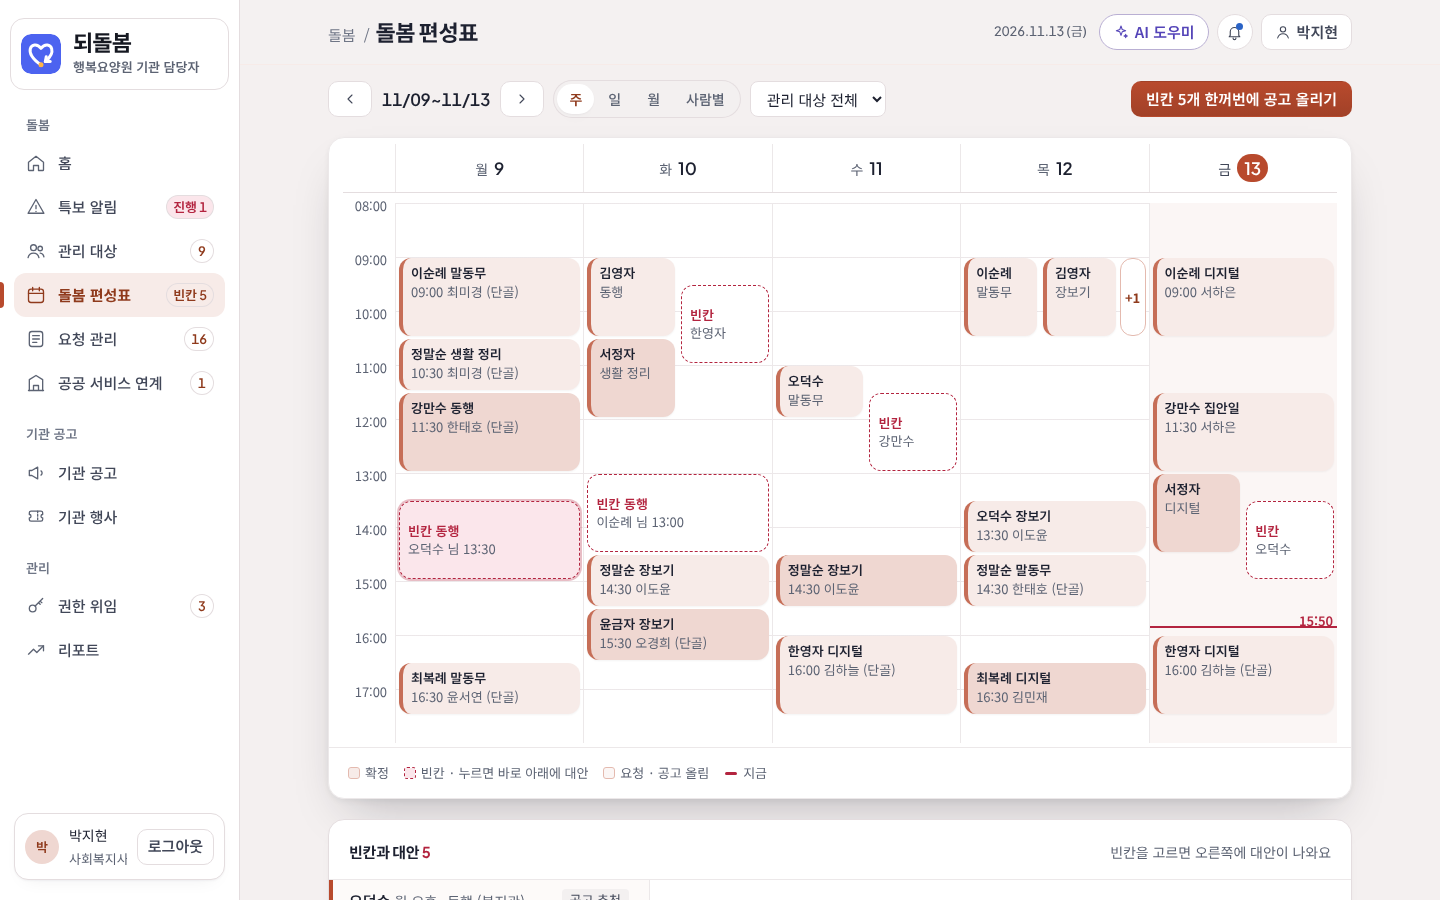 되돌봄
행복요양원 기관 담당자
돌봄
홈
특보 알림 진행 1
관리 대상 9
돌봄 편성표 빈칸 5
요청 관리 16
공공 서비스 연계 1
기관 공고
기관 공고
기관 행사
관리
권한 위임 3
리포트
박 박지현
사회복지사
로그아웃
돌봄 / 돌봄 편성표
2026.11.13 (금)
AI 도우미
박지현
11/09~11/13
주 일 월 사람별
관리 대상 전체
빈칸 5개 한꺼번에 공고 올리기
월 9 화 10 수 11 목 12 금 13
08:00
09:00
10:00
11:00
12:00
13:00
14:00
15:00
16:00
17:00
이순례 말동무
09:00 최미경 (단골)
정말순 생활 정리
10:30 최미경 (단골)
강만수 동행
11:30 한태호 (단골)
빈칸 동행
오덕수 님 13:30
최복례 말동무
16:30 윤서연 (단골)
김영자
동행
빈칸
한영자
서정자
생활 정리
빈칸 동행
이순례 님 13:00
정말순 장보기
14:30 이도윤
윤금자 장보기
15:30 오경희 (단골)
오덕수
말동무
빈칸
강만수
정말순 장보기
14:30 이도윤
한영자 디지털
16:00 김하늘 (단골)
이순례
말동무
김영자
장보기
+1
오덕수 장보기
13:30 이도윤
정말순 말동무
14:30 한태호 (단골)
최복례 디지털
16:30 김민재
이순례 디지털
09:00 서하은
강만수 집안일
11:30 서하은
서정자
디지털
빈칸
오덕수
15:50
한영자 디지털
16:00 김하늘 (단골)
확정 빈칸 · 누르면 바로 아래에 대안 요청 · 공고 올림 지금
빈칸과 대안 5
빈칸을 고르면 오른쪽에 대안이 나와요